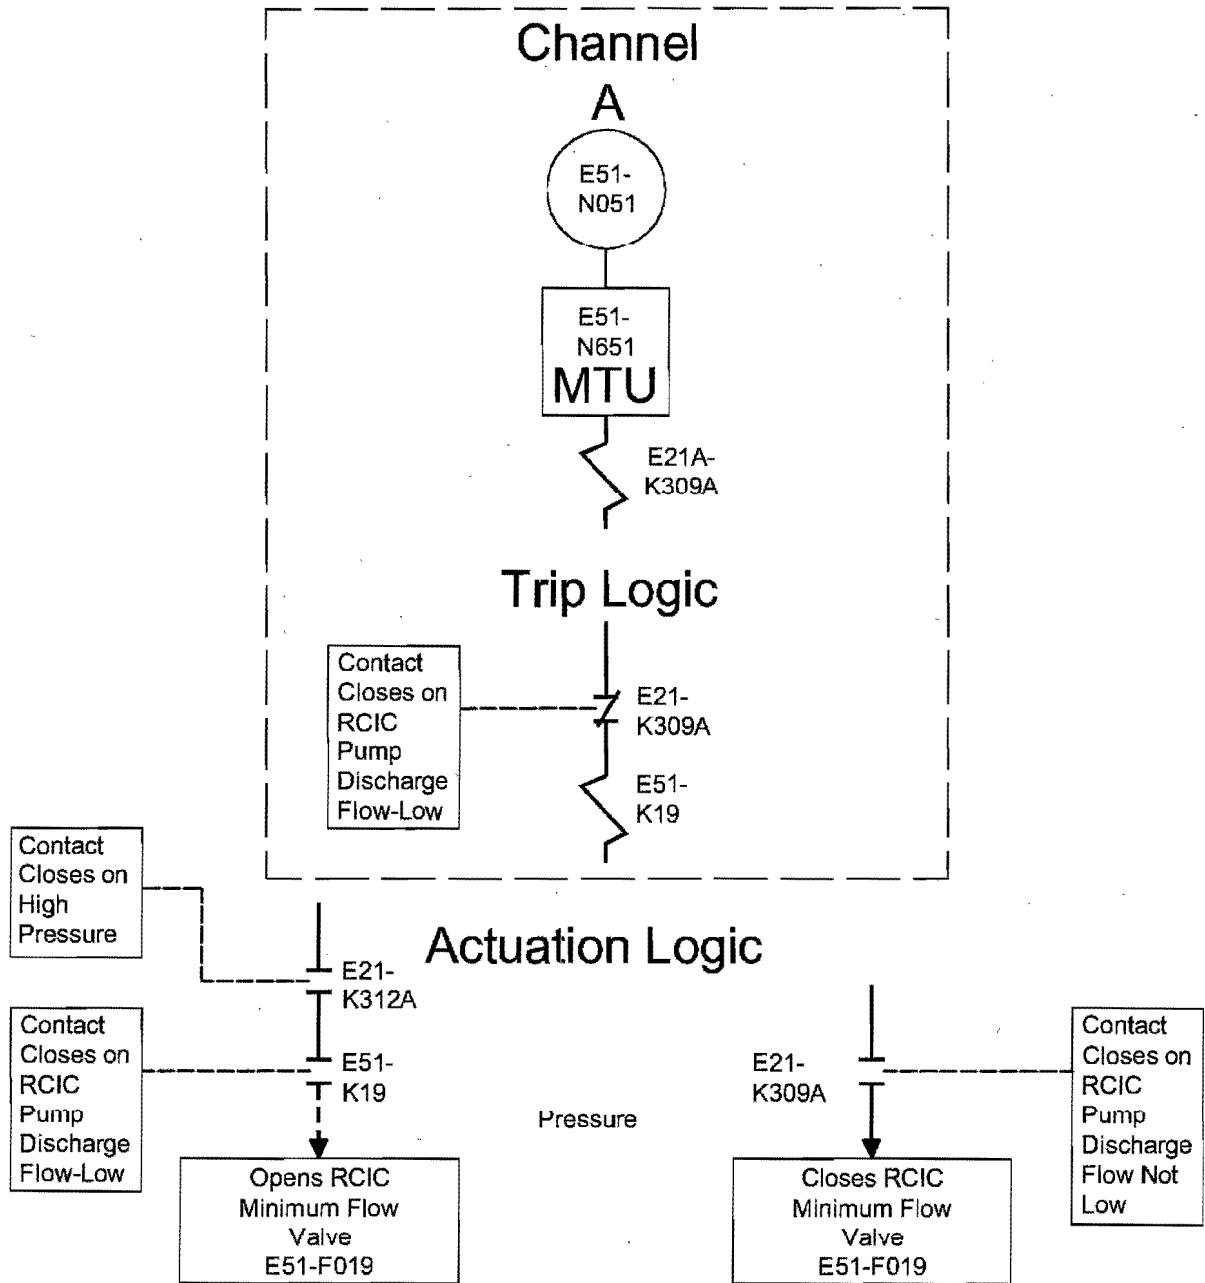 Channel
A
E51-
N051
E51-
N651
MTU
E21A-
K309A
Trip Logic
Contact
Closes on
RCIC
Pump
Discharge
Flow-Low
E21-
K309A
E51-
K19
Contact
Closes on
High
Pressure
Actuation Logic
E21-
K312A
Contact
Closes on
RCIC
Pump
Discharge
Flow-Low
E51-
K19
Pressure
E21-
K309A
Contact
Closes on
RCIC
Pump
Discharge
Flow Not
Low
Opens RCIC
Minimum Flow
Valve
E51-F019
Closes RCIC
Minimum Flow
Valve
E51-F019